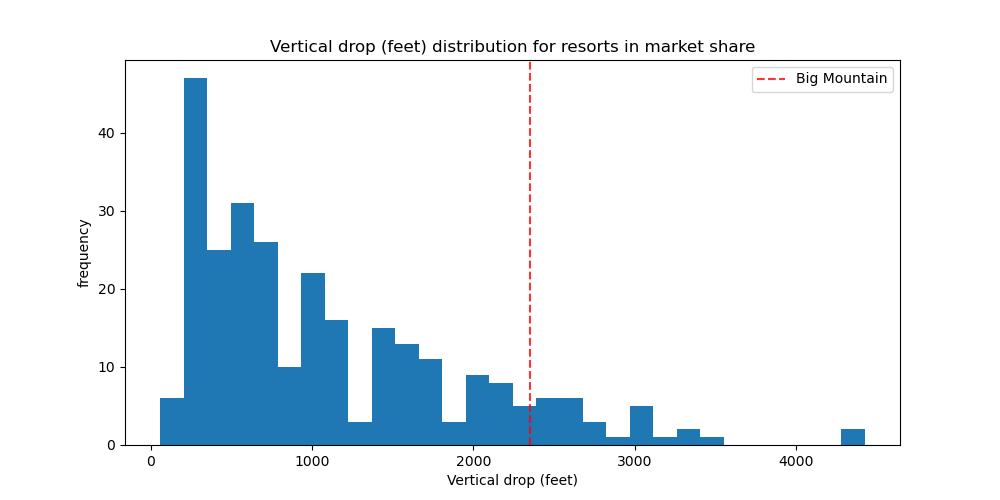 Vertical drop (feet) distribution for resorts in market share
Big Mountain
frequency
40
30
20
10
0
0 1000 2000 3000 4000
Vertical drop (feet)